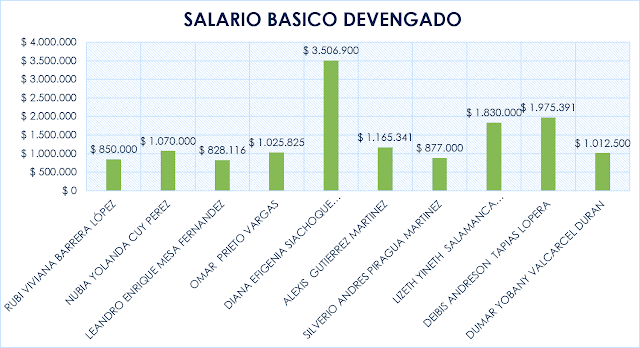 SALARIO BASICO DEVENGADO
$ 4.000.000
$ 3.500.000
$ 3.000.000
$ 2.500.000
$ 2.000.000
$ 1.500.000
$ 1.000.000
$ 500.000
$ 0
$ 850.000
$ 1.070.000
$ 828.116
$ 1.025.825
$ 3.506.900
$ 1.165.341
$ 877.000
$ 1.830.000
$ 1.975.391
$ 1.012.500
RUBI VIVIANA BARRERA LÓPEZ
NUBIA YOLANDA CUY PEREZ
LEANDRO ENRIQUE MESA FERNANDEZ
OMAR PRIETO VARGAS
DIANA EFIGENIA SIACHOQUE...
ALEXIS GUTIERREZ MARTINEZ
SILVERIO ANDRES PIRAGUA MARTINEZ
LIZETH YINETH SALAMANCA...
DEIBIS ANDRESON TAPIAS LOPERA
DUMAR YOBANY VALCARCEL DURAN